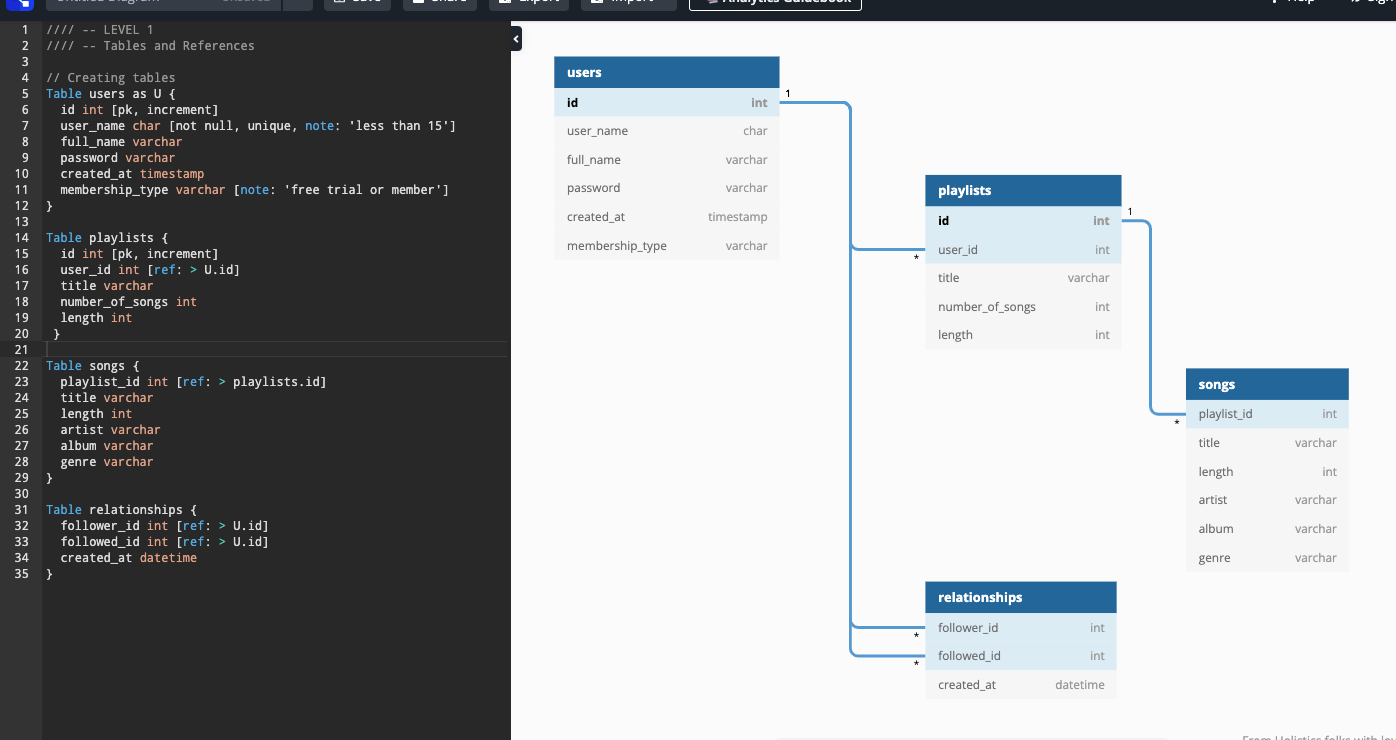 Untitled Diagram Unsaved Save Share Export Import Analytics Guidebook Help Sign
1 //// -- LEVEL 1
2 //// -- Tables and References
3
4 // Creating tables
5 Table users as U {
6 id int [pk, increment]
7 user_name char [not null, unique, note: 'less than 15']
8 full_name varchar
9 password varchar
10 created_at timestamp
11 membership_type varchar [note: 'free trial or member']
12 }
13
14 Table playlists {
15 id int [pk, increment]
16 user_id int [ref: > U.id]
17 title varchar
18 number_of_songs int
19 length int
20 }
21
22 Table songs {
23 playlist_id int [ref: > playlists.id]
24 title varchar
25 length int
26 artist varchar
27 album varchar
28 genre varchar
29 }
30
31 Table relationships {
32 follower_id int [ref: > U.id]
33 followed_id int [ref: > U.id]
34 created_at datetime
35 }
users
id int
user_name char
full_name varchar
password varchar
created_at timestamp
membership_type varchar
1
*
playlists
id int
user_id int
title varchar
number_of_songs int
length int
1
*
songs
playlist_id int
title varchar
length int
artist varchar
album varchar
genre varchar
relationships
follower_id int
followed_id int
created_at datetime
*
*
From Holistics folks with